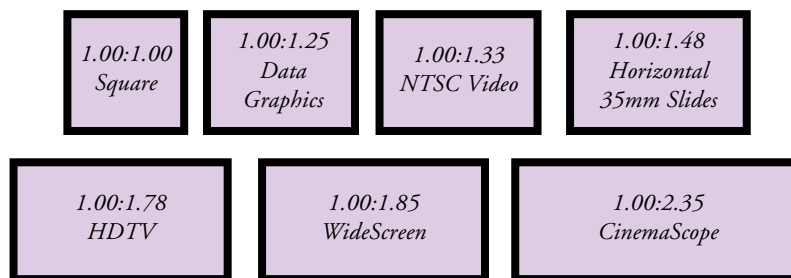 1.00:1.00
Square
1.00:1.25
Data
Graphics
1.00:1.33
NTSC Video
1.00:1.48
Horizontal
35mm Slides
1.00:1.78
HDTV
1.00:1.85
WideScreen
1.00:2.35
CinemaScope